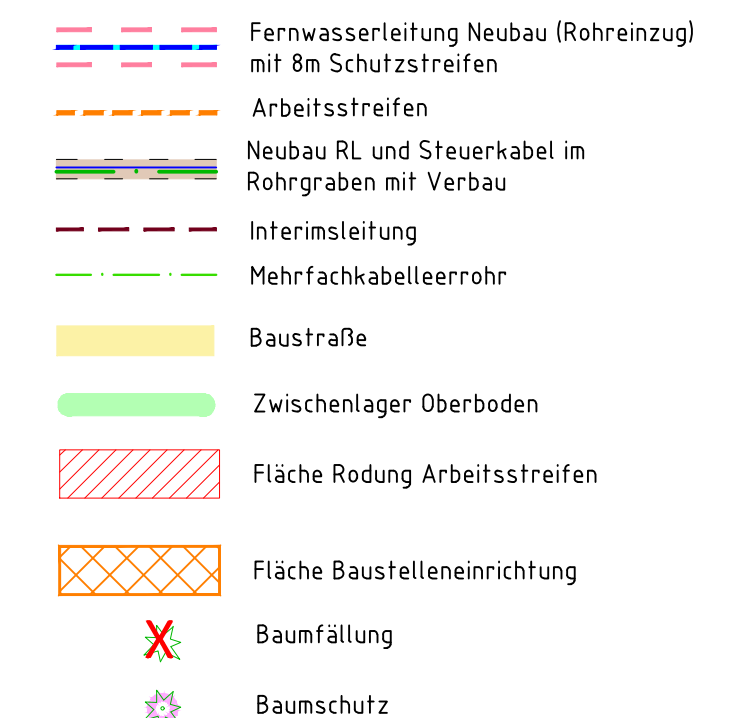 Fernwasserleitung Neubau (Rohreinzug)
mit 8m Schutzstreifen
Arbeitsstreifen
Neubau RL und Steuerkabel im
Rohrgraben mit Verbau
Interimsleitung
Mehrfachkabelleerrohr
Baustraße
Zwischenlager Oberboden
Fläche Rodung Arbeitsstreifen
Fläche Baustelleneinrichtung
Baumfällung
Baumschutz